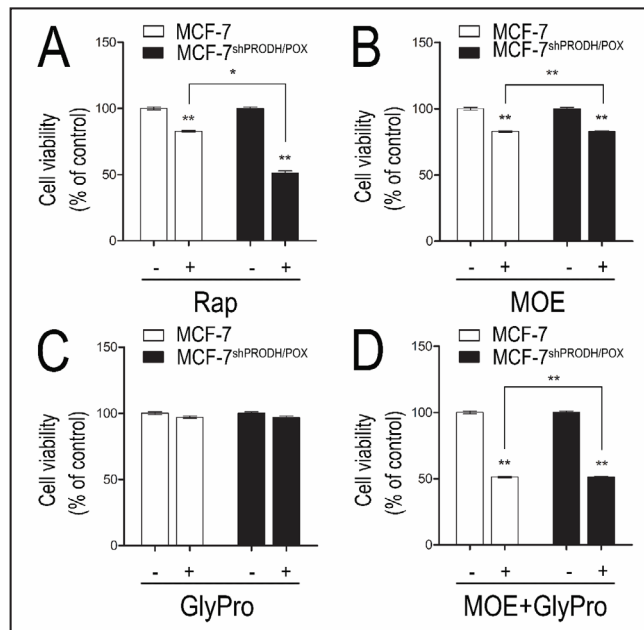 A
MCF-7
MCF-7shPRODH/POX
Cell viability
(% of control)
150
100
50
0
*
**
**
- + - +
Rap
B
MCF-7
MCF-7shPRODH/POX
Cell viability
(% of control)
150
100
50
0
**
** ** **
- + - +
MOE
C
MCF-7
MCF-7shPRODH/POX
Cell viability
(% of control)
150
100
50
0
- + - +
GlyPro
D
MCF-7
MCF-7shPRODH/POX
Cell viability
(% of control)
150
100
50
0
**
** **
- + - +
MOE+GlyPro